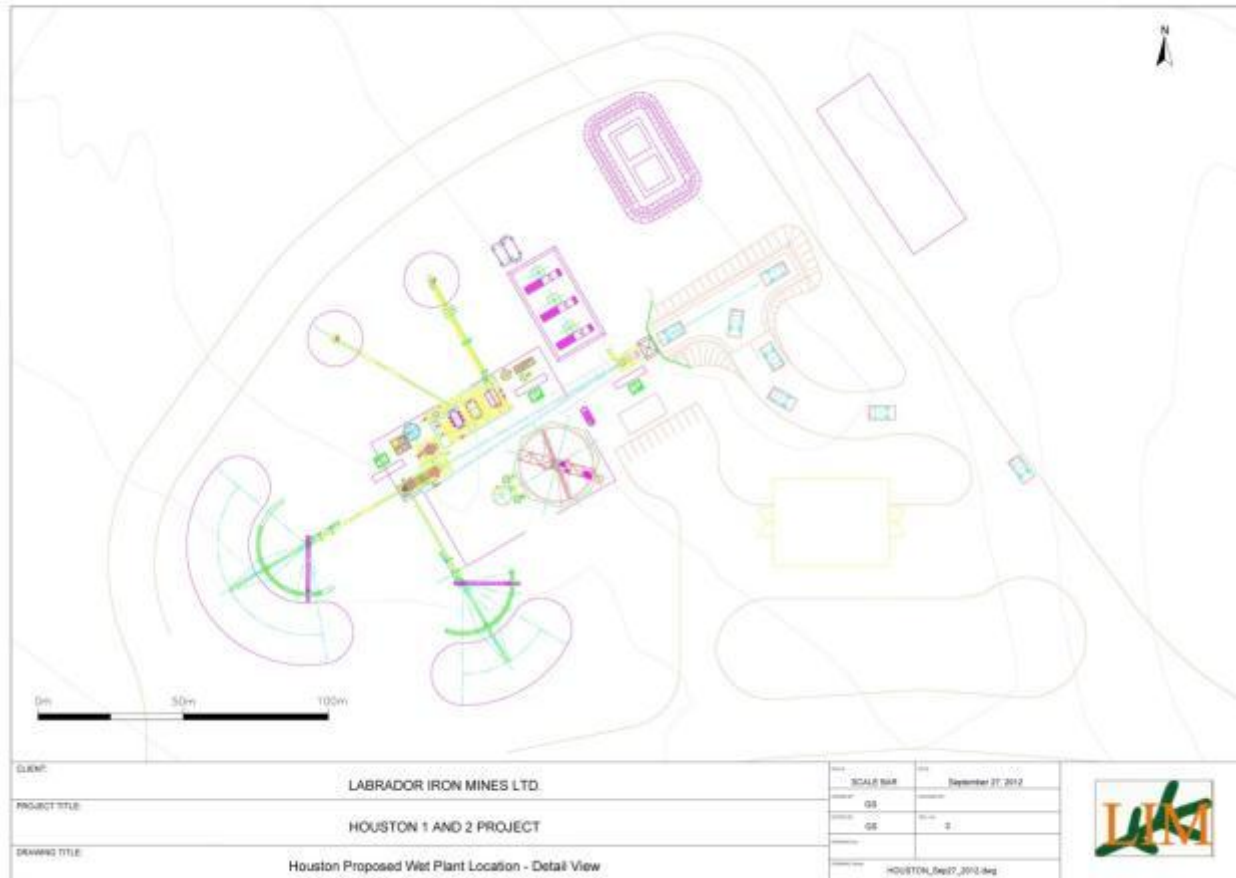 N
0m 50m 100m
CLIENT:
LABRADOR IRON MINES LTD.
PROJECT TITLE:
HOUSTON 1 AND 2 PROJECT
DRAWING TITLE:
Houston Proposed Wet Plant Location - Detail View
SCALE BAR
September 27, 2012
GS
GS
HOUSTON_Sep27_2012.dwg
LIM